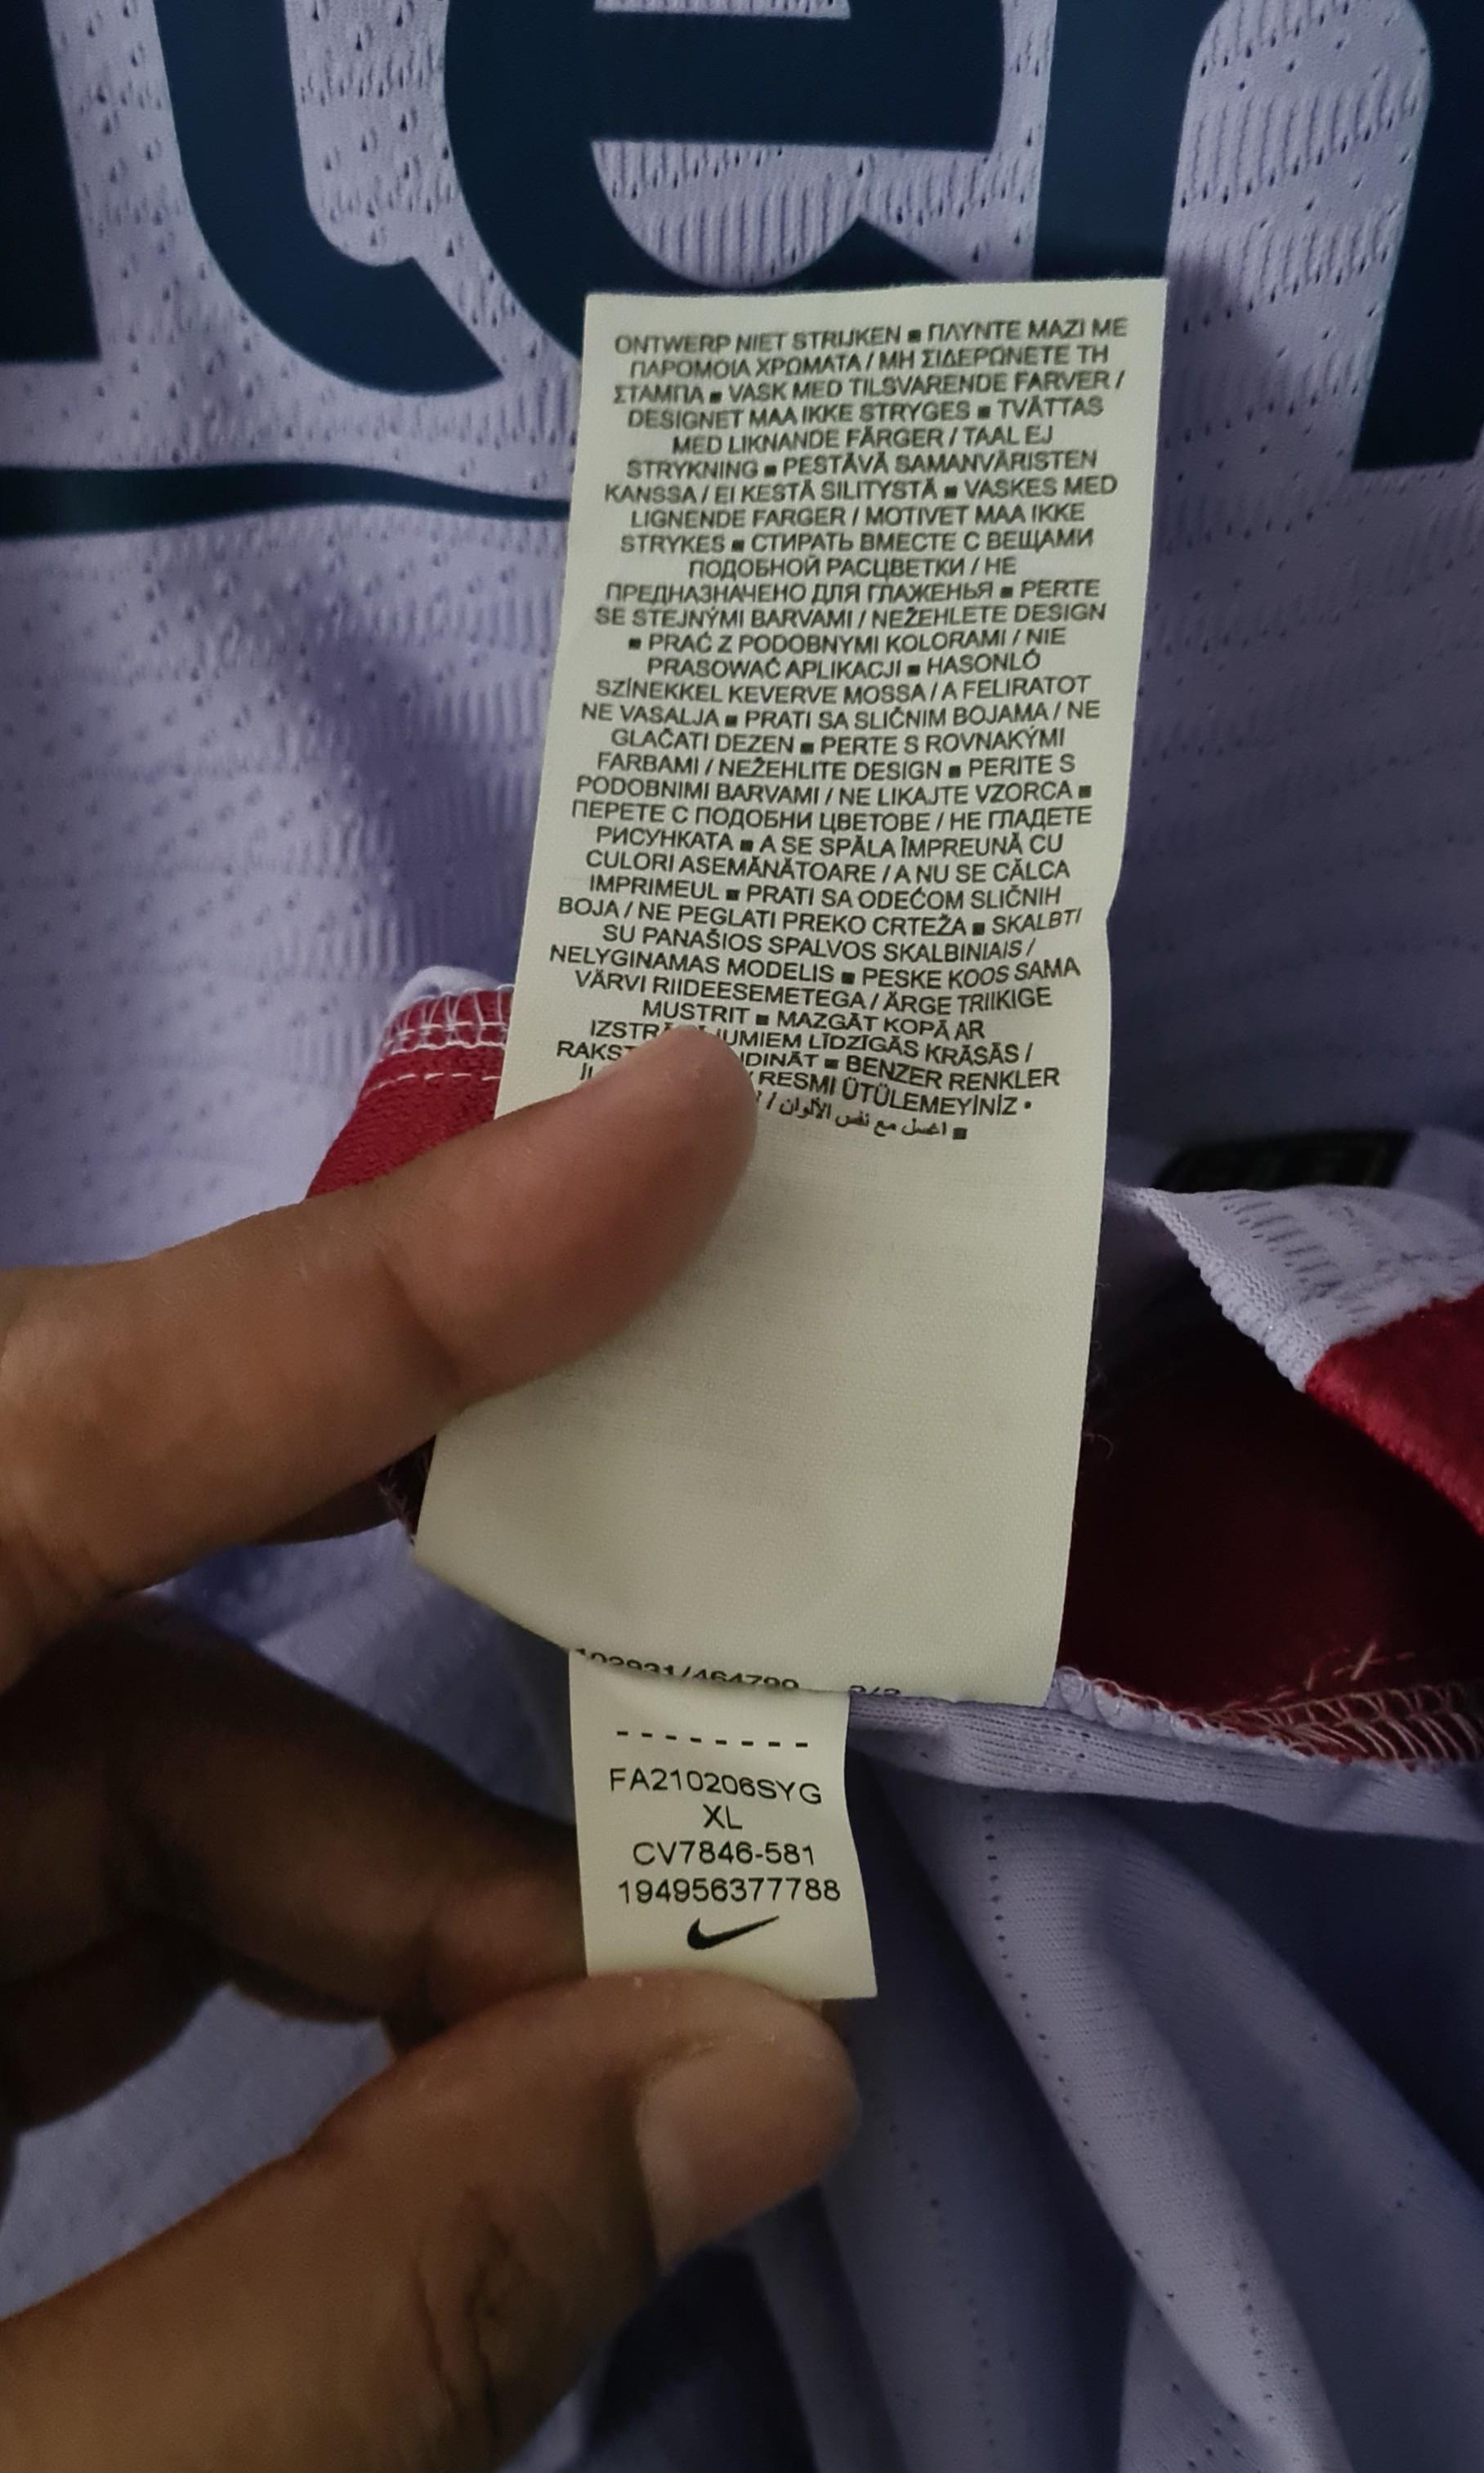 ten
ONTWERP NIET STRIJKEN ■ ΠΛΥΝΤΕ ΜΑΖΙ ΜΕ
ΠΑΡΟΜΟΙΑ ΧΡΩΜΑΤΑ / ΜΗ ΣΙΔΕΡΩΝΕΤΕ ΤΗ
ΣΤΑΜΠΑ ■ VASK MED TILSVARENDE FARVER /
DESIGNET MAA IKKE STRYGES ■ TVÄTTAS
MED LIKNANDE FÄRGER / TAAL EJ
STRYKNING ■ PESTÄVÄ SAMANVÄRISTEN
KANSSA / EI KESTÄ SILITYSTÄ ■ VASKES MED
LIGNENDE FARGER / MOTIVET MAA IKKE
STRYKES ■ СТИРАТЬ ВМЕСТЕ С ВЕЩАМИ
ПОДОБНОЙ РАСЦВЕТКИ / НЕ
ПРЕДНАЗНАЧЕНО ДЛЯ ГЛАЖЕНЬЯ ■ PERTE
SE STEJNÝMI BARVAMI / NEŽEHLETE DESIGN
■ PRAĆ Z PODOBNYMI KOLORAMI / NIE
PRASOWAĆ APLIKACJI ■ HASONLÓ
SZÍNEKKEL KEVERVE MOSSA / A FELIRATOT
NE VASALJA ■ PRATI SA SLIČNIM BOJAMA / NE
GLAČATI DEZEN ■ PERTE S ROVNAKÝMI
FARBAMI / NEŽEHLITE DESIGN ■ PERITE S
PODOBNIMI BARVAMI / NE LIKAJTE VZORCA ■
ПЕРЕТЕ С ПОДОБНИ ЦВЕТОВЕ / НЕ ГЛАДЕТЕ
РИСУНКАТА ■ A SE SPĂLA ÎMPREUNĂ CU
CULORI ASEMĂNĂTOARE / A NU SE CĂLCA
IMPRIMEUL ■ PRATI SA ODEĆOM SLIČNIH
BOJA / NE PEGLATI PREKO CRTEŽA ■ SKALBTI
SU PANAŠIOS SPALVOS SKALBINIAIS /
NELYGINAMAS MODELIS ■ PESKE KOOS SAMA
VÄRVI RIIDEESEMETEGA / ÄRGE TRIIKIGE
MUSTRIT ■ MAZGĀT KOPĀ AR
LĪDZĪGĀS KRĀSĀS /
■ BENZER RENKLER
/ RESMI ÜTÜLEMEYİNİZ •
■ اغسل مع نفس الألوان /
FA210206SYG
XL
CV7846-581
194956377788